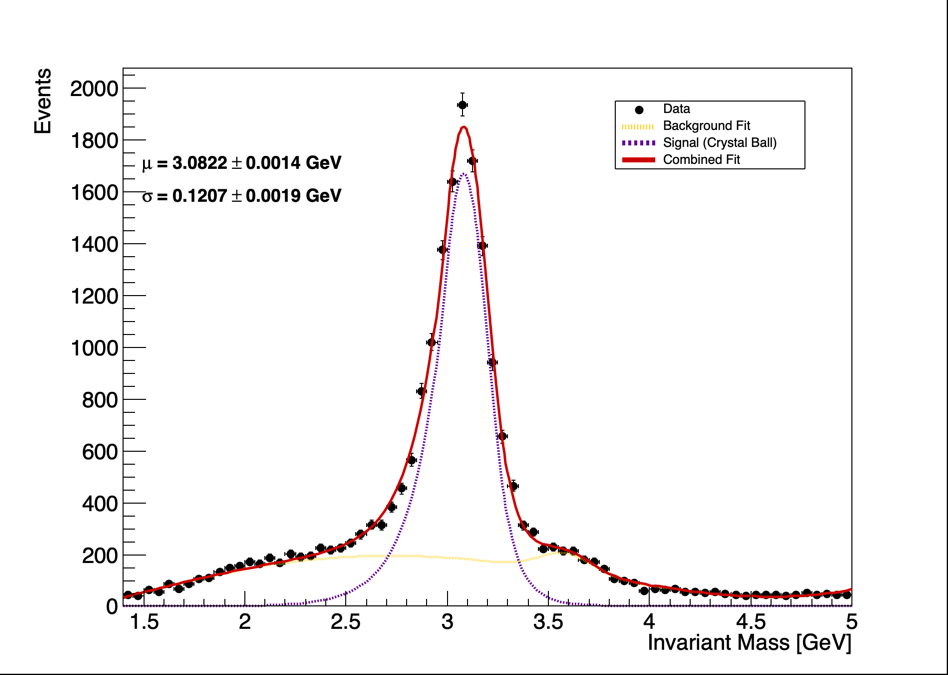 Events
2000
1800
1600
1400
1200
1000
800
600
400
200
0
μ = 3.0822 ± 0.0014 GeV
σ = 0.1207 ± 0.0019 GeV
Data
Background Fit
Signal (Crystal Ball)
Combined Fit
1.5 2 2.5 3 3.5 4 4.5 5
Invariant Mass [GeV]